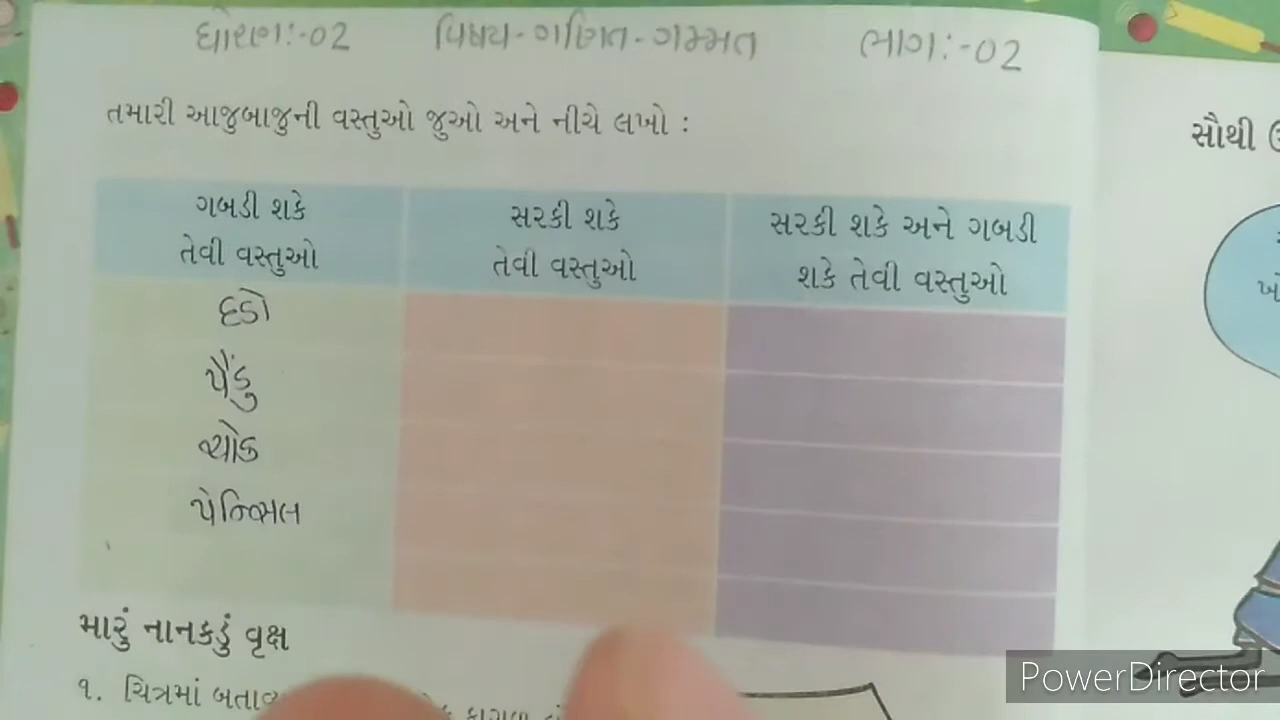 ધોરણઃ-02 વિષય-ગણિત-ગમ્મત ભાગઃ-02
તમારી આજુબાજુની વસ્તુઓ જુઓ અને નીચે લખો :
ગબડી શકે
તેવી વસ્તુઓ
સરકી શકે
તેવી વસ્તુઓ
સરકી શકે અને ગબડી
શકે તેવી વસ્તુઓ
દડો
પૈંડુ
ચોક
પેન્સિલ
મારું નાનકડું વૃક્ષ
૧. ચિત્રમાં
સૌથી
PowerDirector